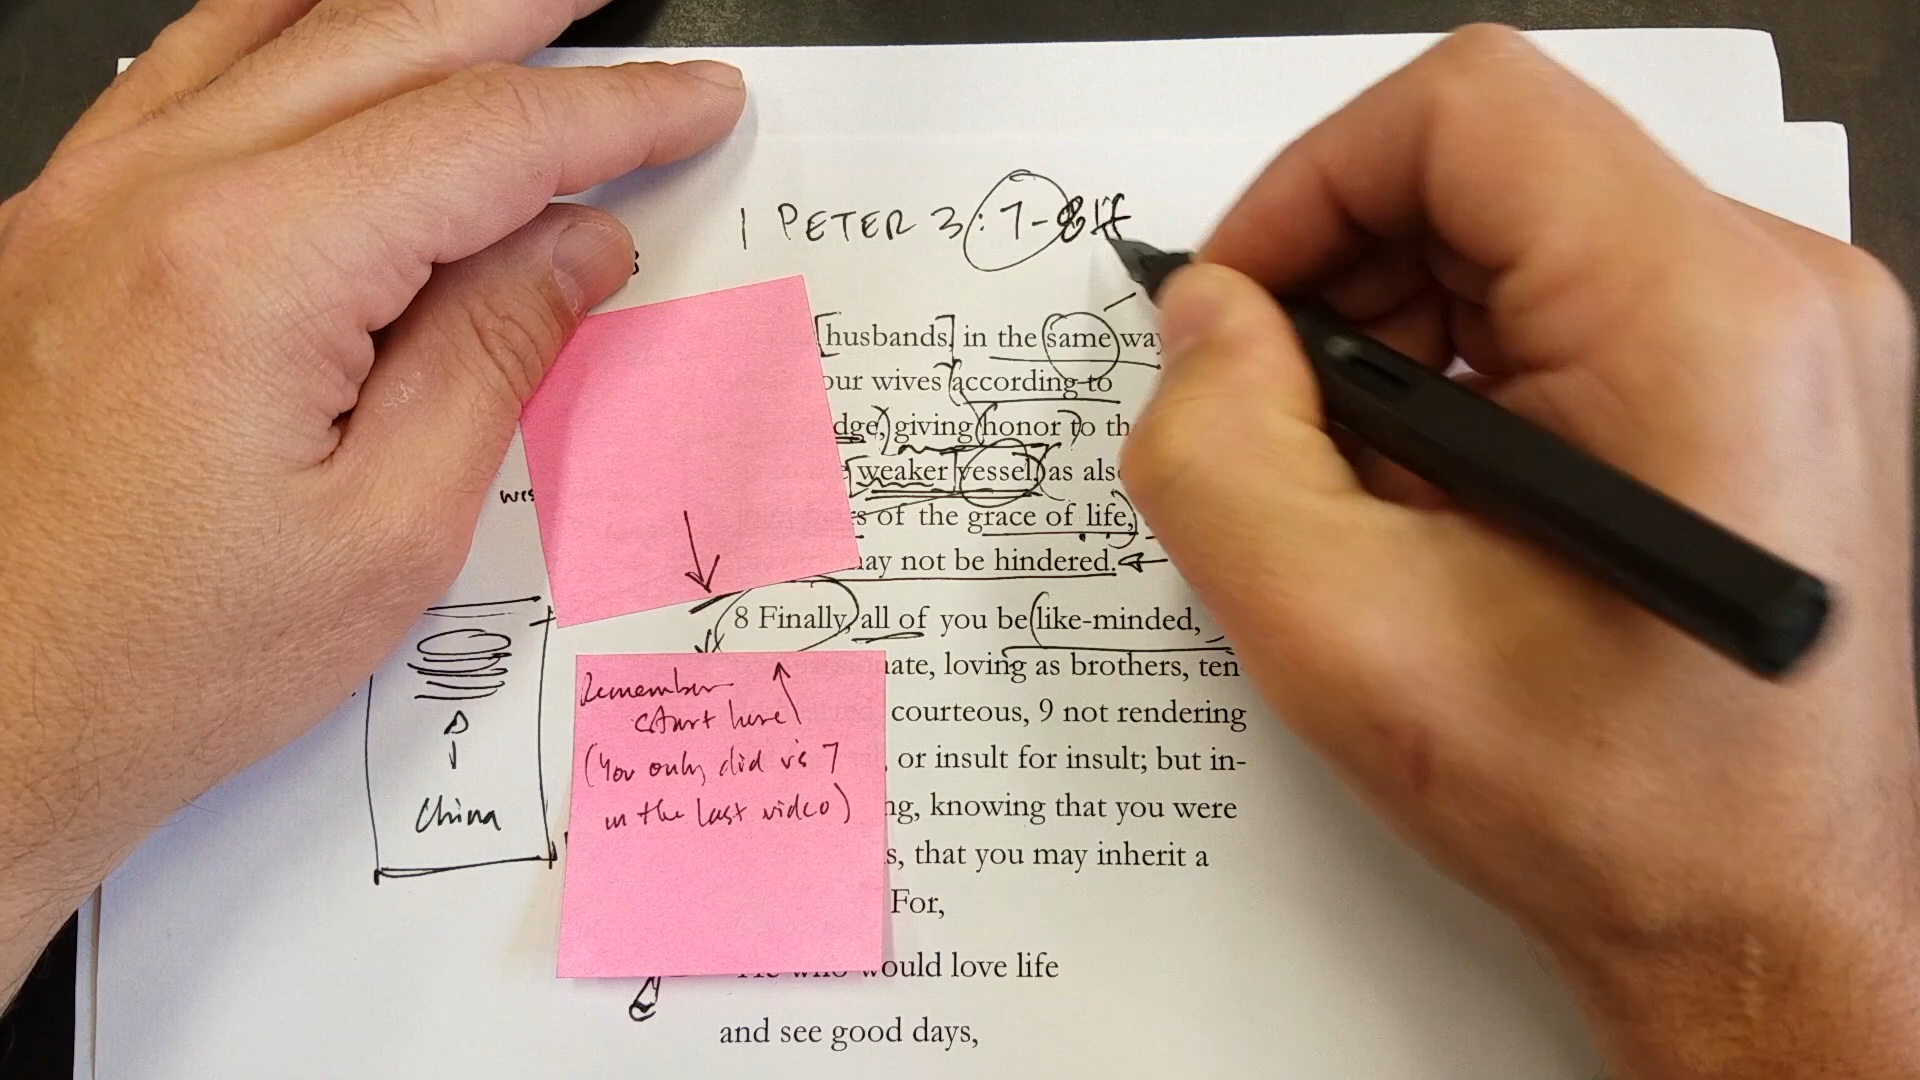 1 PETER 3:7-8ff
husbands, in the same way
our wives according to
dge, giving honor to th
weaker vessel, as als
wes
s of the grace of life,
ay not be hindered.
8 Finally, all of you be like-minded,
nate, loving as brothers, ten-
courteous, 9 not rendering
, or insult for insult; but in-
ng, knowing that you were
s, that you may inherit a
For,
He who would love life
and see good days,
Remember
start here
(You only did vs 7
in the last video)
China